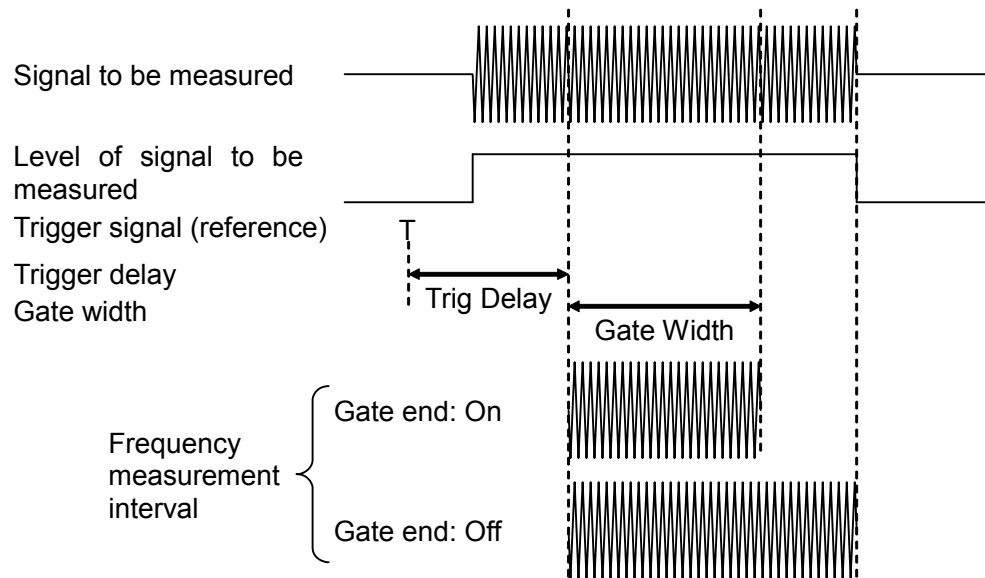 Signal to be measured
Level of signal to be
measured
Trigger signal (reference)
T
Trigger delay
Trig Delay
Gate width
Gate Width
Frequency
measurement
interval
Gate end: On
Gate end: Off